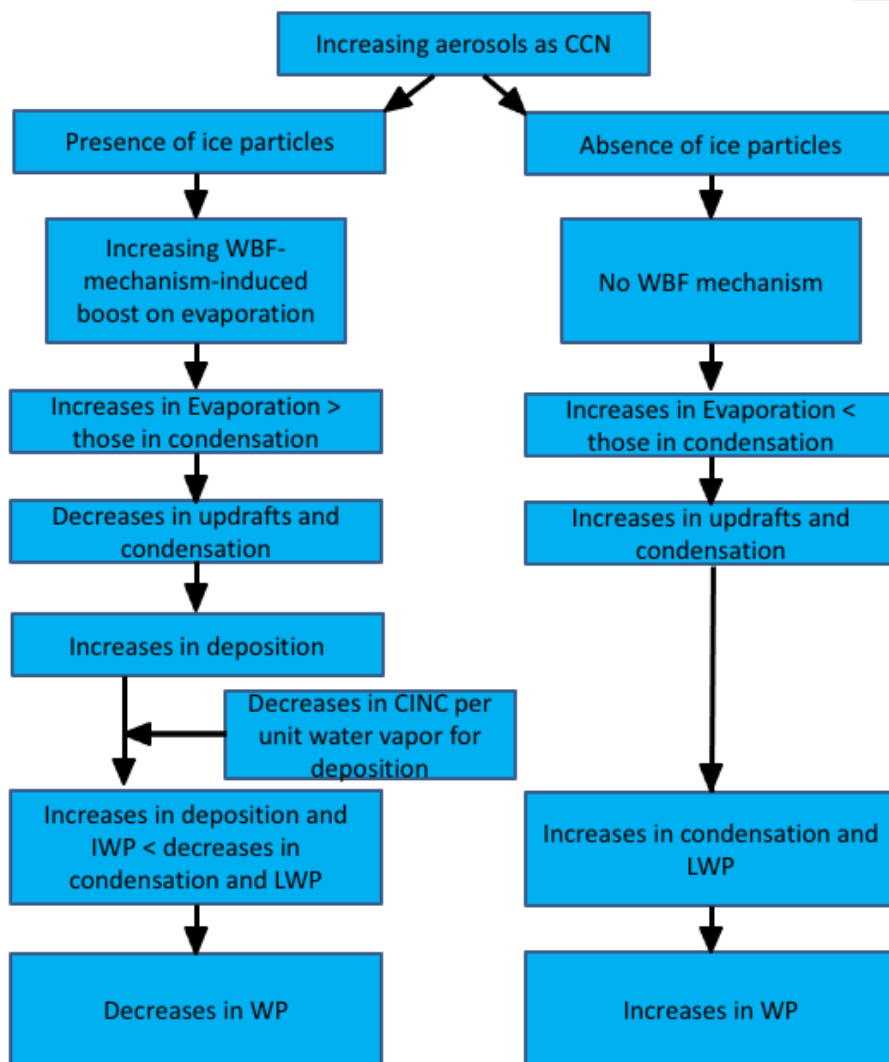 Increasing aerosols as CCN
Presence of ice particles
Absence of ice particles
Increasing WBF-
mechanism-induced
boost on evaporation
No WBF mechanism
Increases in Evaporation >
those in condensation
Increases in Evaporation <
those in condensation
Decreases in updrafts and
condensation
Increases in updrafts and
condensation
Increases in deposition
Decreases in CINC per
unit water vapor for
deposition
Increases in deposition and
IWP < decreases in
condensation and LWP
Increases in condensation and
LWP
Decreases in WP
Increases in WP